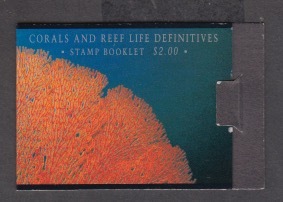 CORALS AND REEF LIFE DEFINITIVES
• STAMP BOOKLET $2.00 •